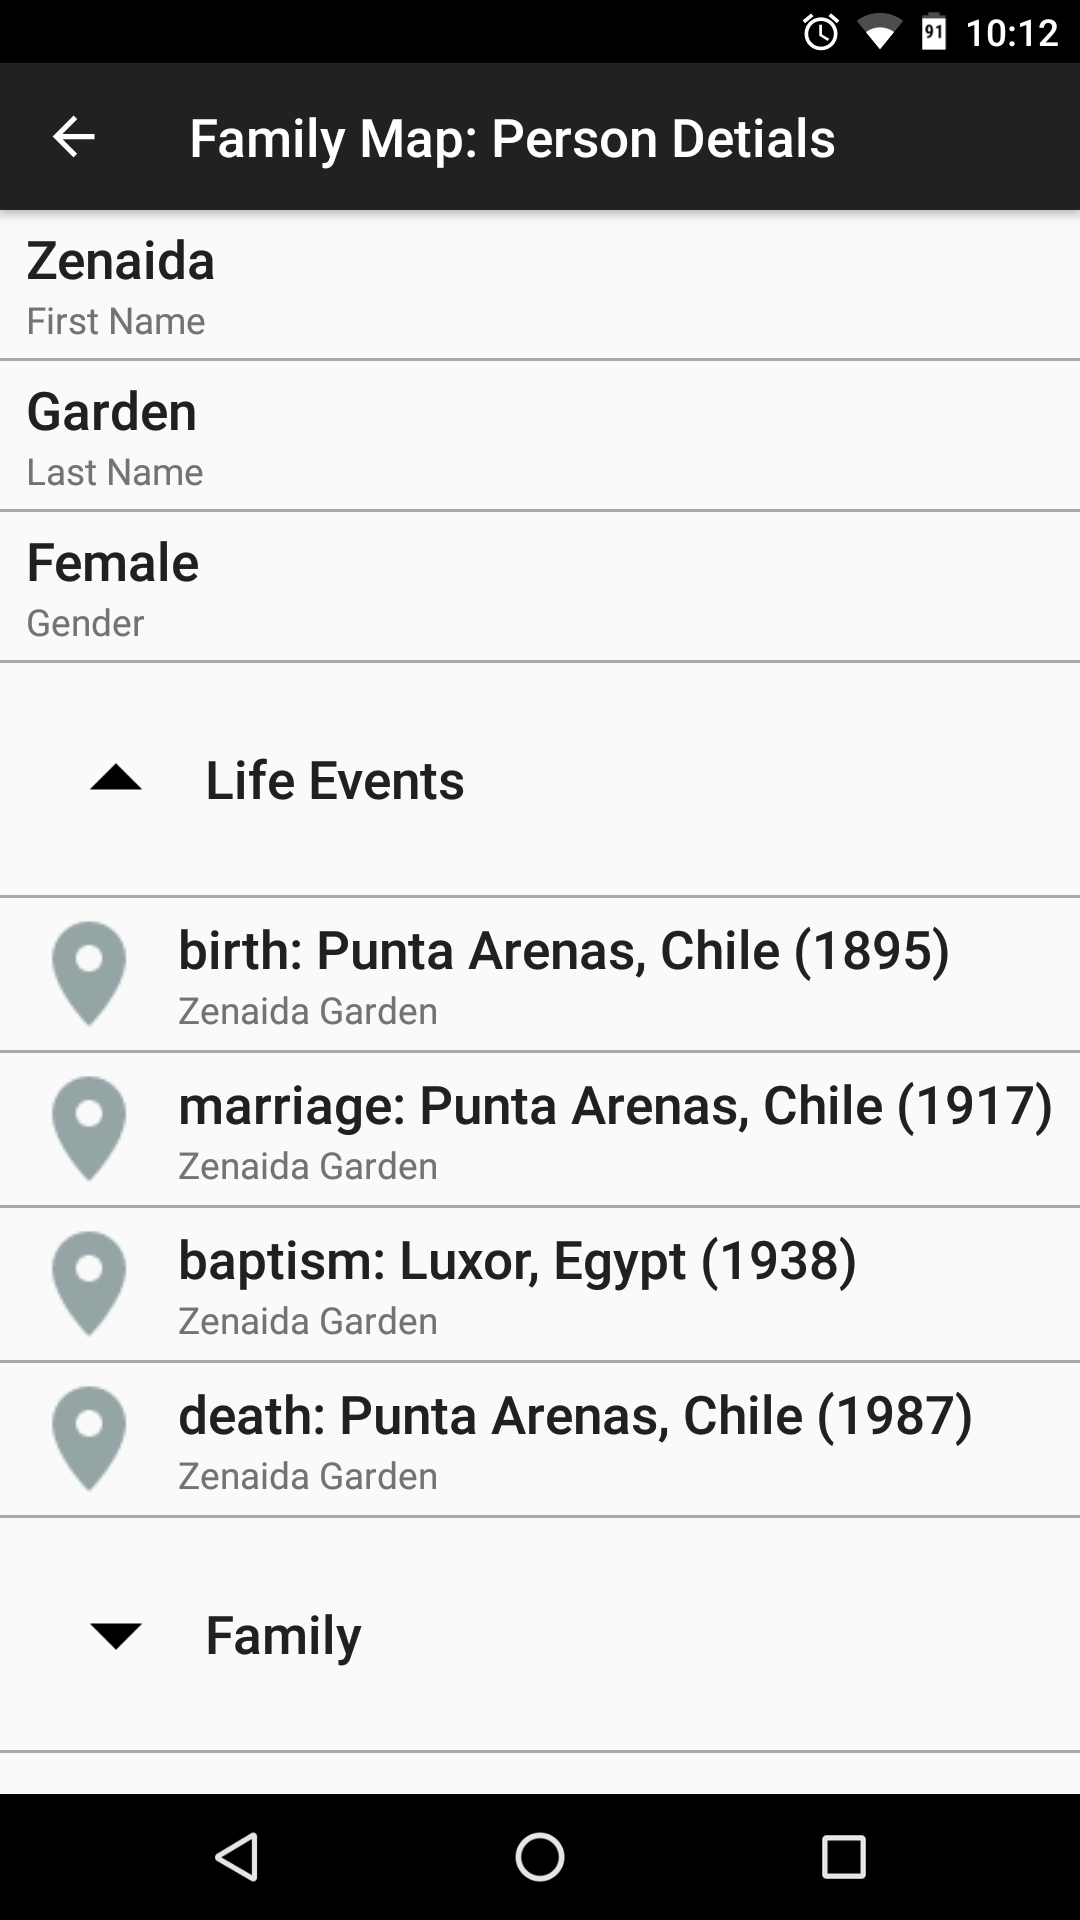 91 10:12
Family Map: Person Detials
Zenaida
First Name
Garden
Last Name
Female
Gender
Life Events
birth: Punta Arenas, Chile (1895)
Zenaida Garden
marriage: Punta Arenas, Chile (1917)
Zenaida Garden
baptism: Luxor, Egypt (1938)
Zenaida Garden
death: Punta Arenas, Chile (1987)
Zenaida Garden
Family